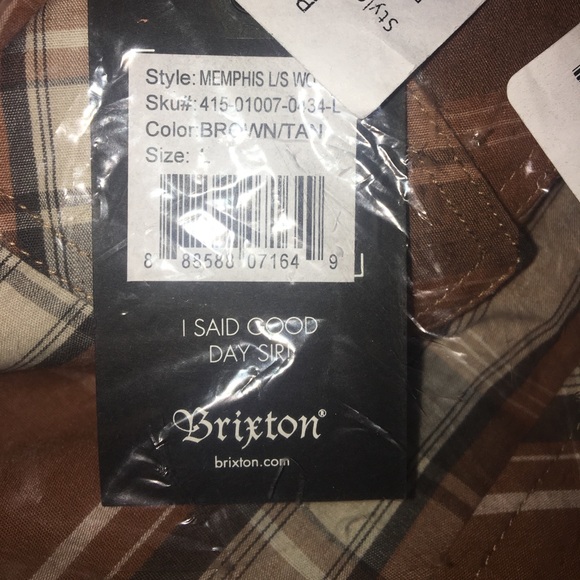 Style: MEMPHIS L/S WO
Sku#: 415-01007-0434-L
Color: BROWN/TAN
Size: L
8 88588 07164 9
I SAID GOOD
DAY SIR!
Brixton®
brixton.com
Style